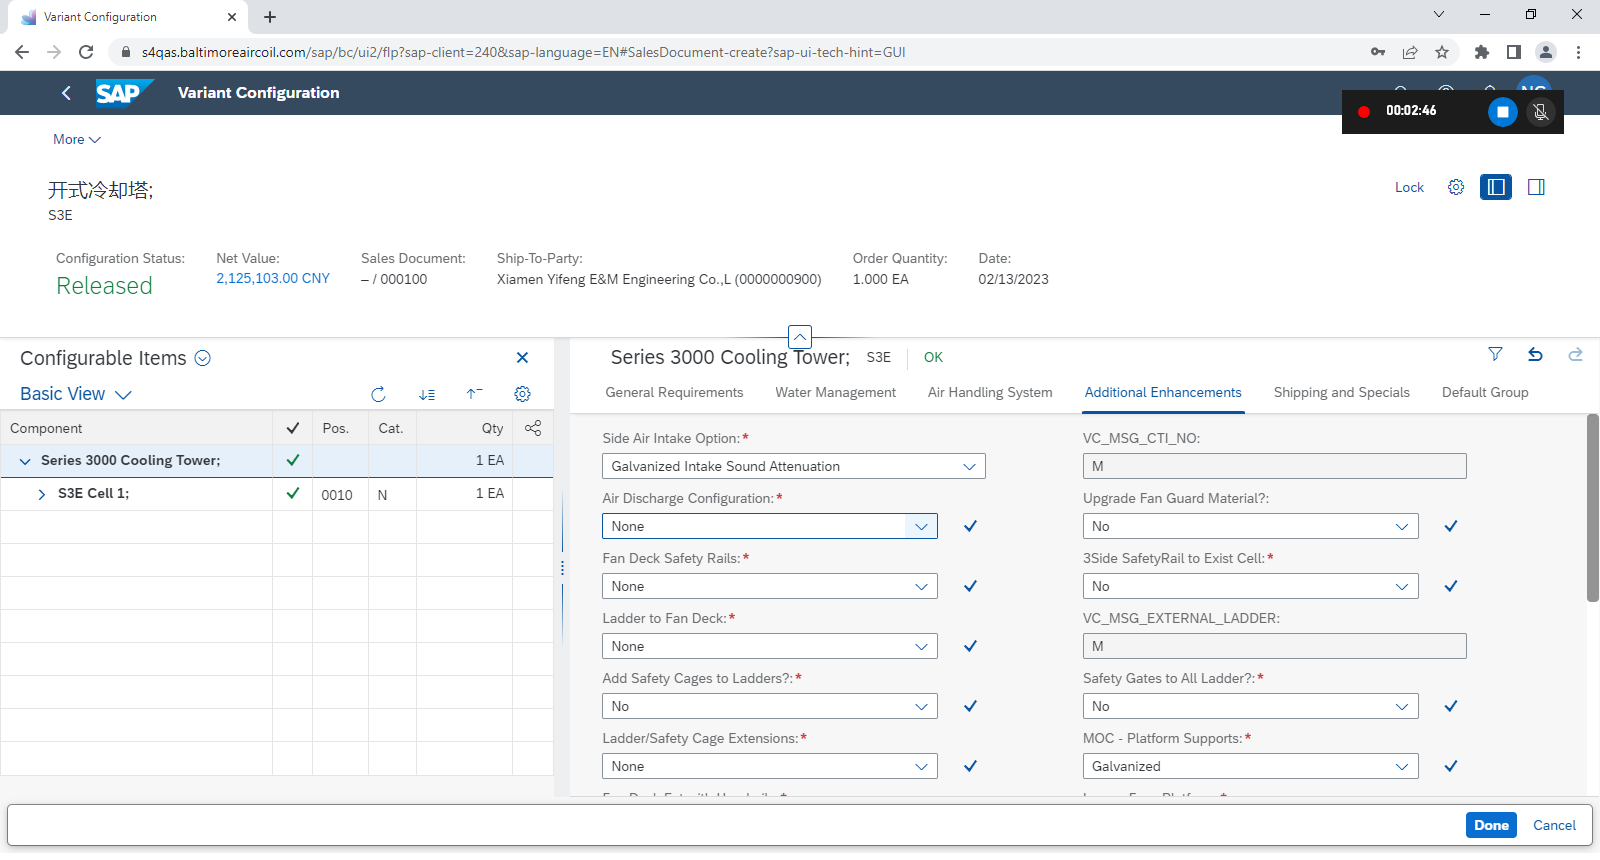 Variant Configuration
s4qas.baltimoreaircoil.com/sap/bc/ui2/flp?sap-client=240&sap-language=EN#SalesDocument-create?sap-ui-tech-hint=GUI
SAP
Variant Configuration
00:02:46
More
开式冷却塔;
S3E
Lock
Configuration Status:
Released
Net Value:
2,125,103.00 CNY
Sales Document:
– / 000100
Ship-To-Party:
Xiamen Yifeng E&M Engineering Co.,L (0000000900)
Order Quantity:
1.000 EA
Date:
02/13/2023
Configurable Items
Basic View
Component Pos. Cat. Qty
Series 3000 Cooling Tower; 1 EA
S3E Cell 1; 0010 N 1 EA
Series 3000 Cooling Tower; S3E OK
General Requirements Water Management Air Handling System Additional Enhancements Shipping and Specials Default Group
Side Air Intake Option:*
Galvanized Intake Sound Attenuation
VC_MSG_CTI_NO:
M
Air Discharge Configuration:*
None
Upgrade Fan Guard Material?:
No
Fan Deck Safety Rails:*
None
3Side SafetyRail to Exist Cell:*
No
Ladder to Fan Deck:*
None
VC_MSG_EXTERNAL_LADDER:
M
Add Safety Cages to Ladders?:*
No
Safety Gates to All Ladder?:*
No
Ladder/Safety Cage Extensions:*
None
MOC - Platform Supports:*
Galvanized
Done Cancel